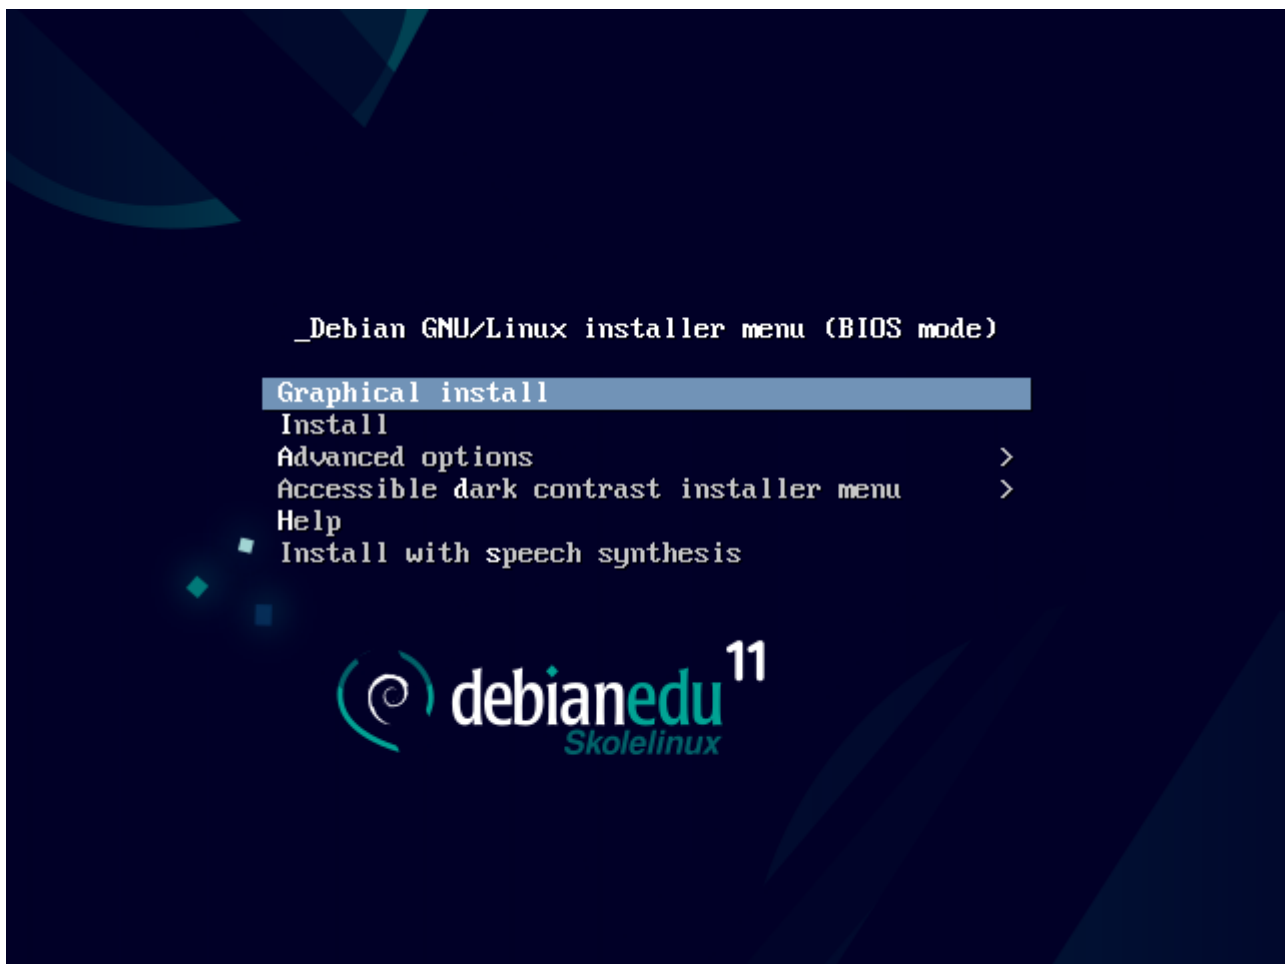 _Debian GNU/Linux installer menu (BIOS mode)
Graphical install
Install
Advanced options >
Accessible dark contrast installer menu >
Help
Install with speech synthesis
debianedu 11
Skolelinux